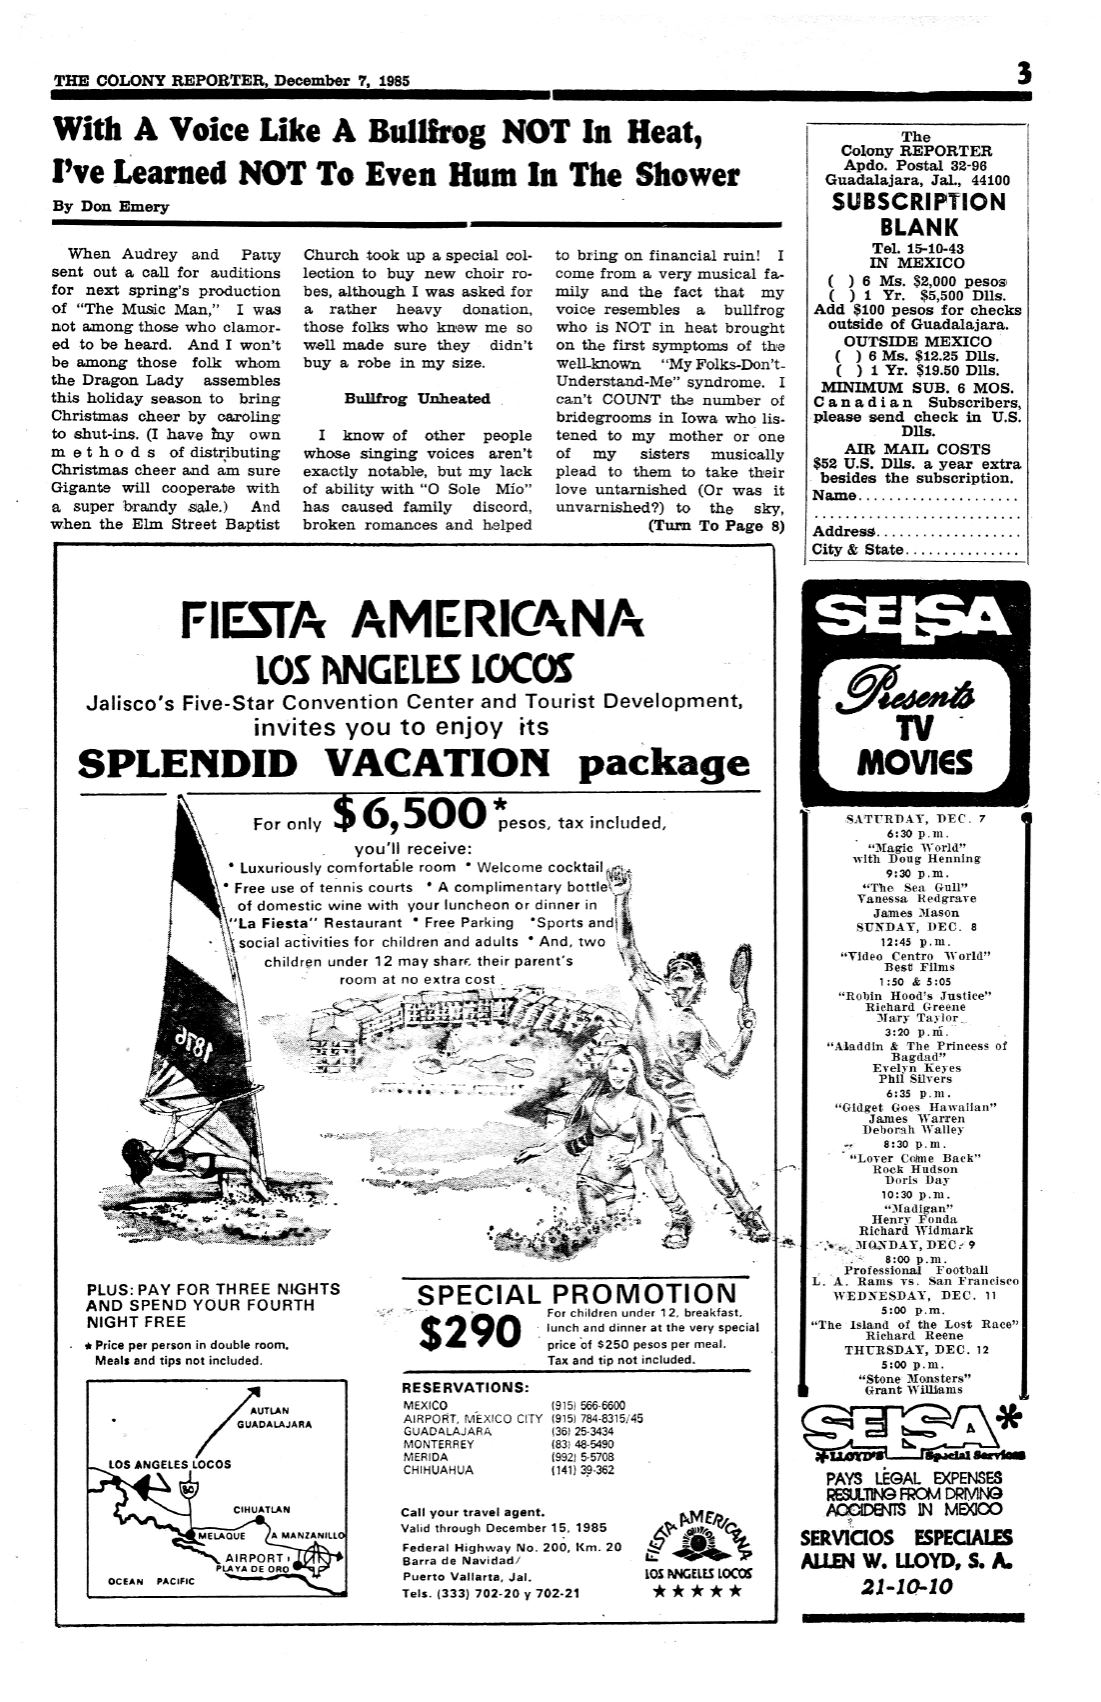 THE COLONY REPORTER, December 7, 1985
3
With A Voice Like A Bullfrog NOT In Heat,
I've Learned NOT To Even Hum In The Shower
By Don Emery
When Audrey and Patty
sent out a call for auditions
for next spring's production
of "The Music Man," I was
not among those who clamor-
ed to be heard. And I won't
be among those folk whom
the Dragon Lady assembles
this holiday season to bring
Christmas cheer by caroling
to shut-ins. (I have my own
methods of distributing
Christmas cheer and am sure
Gigante will cooperate with
a super brandy sale.) And
when the Elm Street Baptist
Church took up a special col-
lection to buy new choir ro-
bes, although I was asked for
a rather heavy donation,
those folks who knew me so
well made sure they didn't
buy a robe in my size.
Bullfrog Unheated
I know of other people
whose singing voices aren't
exactly notable, but my lack
of ability with "O Sole Mio"
has caused family discord,
broken romances and helped
to bring on financial ruin! I
come from a very musical fa-
mily and the fact that my
voice resembles a bullfrog
who is NOT in heat brought
on the first symptoms of the
well-known "My Folks-Don't-
Understand-Me" syndrome. I
can't COUNT the number of
bridegrooms in Iowa who lis-
tened to my mother or one
of my sisters musically
plead to them to take their
love untarnished (Or was it
unvarnished?) to the sky,
(Turn To Page 8)
The
Colony REPORTER
Apdo. Postal 32-96
Guadalajara, Jal., 44100
SUBSCRIPTION
BLANK
Tel. 15-10-43
IN MEXICO
( ) 6 Ms. $2,000 pesos
( ) 1 Yr. $5,500 Dlls.
Add $100 pesos for checks
outside of Guadalajara.
OUTSIDE MEXICO
( ) 6 Ms. $12.25 Dlls.
( ) 1 Yr. $19.50 Dlls.
MINIMUM SUB. 6 MOS.
Canadian Subscribers,
please send check in U.S.
Dlls.
AIR MAIL COSTS
$52 U.S. Dlls. a year extra
besides the subscription.
Name.....................
...........................
Address...................
City & State...............
FIESTA AMERICANA
LOS ANGELES LOCOS
Jalisco's Five-Star Convention Center and Tourist Development,
invites you to enjoy its
SPLENDID VACATION package
For only $6,500* pesos, tax included,
you'll receive:
* Luxuriously comfortable room * Welcome cocktail
* Free use of tennis courts * A complimentary bottle
of domestic wine with your luncheon or dinner in
"La Fiesta" Restaurant * Free Parking *Sports and
social activities for children and adults * And, two
children under 12 may share their parent's
room at no extra cost
1876
PLUS: PAY FOR THREE NIGHTS
AND SPEND YOUR FOURTH
NIGHT FREE
* Price per person in double room.
Meals and tips not included.
SPECIAL PROMOTION
$290
For children under 12, breakfast,
lunch and dinner at the very special
price of $250 pesos per meal.
Tax and tip not included.
AUTLAN
GUADALAJARA
LOS ANGELES LOCOS
80
CIHUATLAN
MELAQUE
A MANZANILLO
AIRPORT
PLAYA DE ORO
OCEAN PACIFIC
RESERVATIONS:
MEXICO (915) 566-6600
AIRPORT, MEXICO CITY (915) 784-8315/45
GUADALAJARA (36) 25-3434
MONTERREY (83) 48-5490
MERIDA (992) 5-5708
CHIHUAHUA (141) 39-362
Call your travel agent.
Valid through December 15, 1985
Federal Highway No. 200, Km. 20
Barra de Navidad/
Puerto Vallarta, Jal.
Tels. (333) 702-20 y 702-21
FIESTA AMERICANA
LOS ANGELES LOCOS
★★★★★
SEISA
Presents
TV
MOVIES
SATURDAY, DEC. 7
6:30 p.m.
"Magic World"
with Doug Henning
9:30 p.m.
"The Sea Gull"
Vanessa Redgrave
James Mason
SUNDAY, DEC. 8
12:45 p.m.
"Video Centro World"
Best Films
1:50 & 5:05
"Robin Hood's Justice"
Richard Greene
Mary Taylor
3:20 p.m.
"Aladdin & The Princess of
Bagdad"
Evelyn Keyes
Phil Silvers
6:35 p.m.
"Gidget Goes Hawaiian"
James Warren
Deborah Walley
8:30 p.m.
"Lover Come Back"
Rock Hudson
Doris Day
10:30 p.m.
"Madigan"
Henry Fonda
Richard Widmark
MONDAY, DEC. 9
8:00 p.m.
Professional Football
L. A. Rams vs. San Francisco
WEDNESDAY, DEC. 11
5:00 p.m.
"The Island of the Lost Race"
Richard Reene
THURSDAY, DEC. 12
5:00 p.m.
"Stone Monsters"
Grant Williams
SEISA*
*LLOYD'S Special Services
PAYS LEGAL EXPENSES
RESULTING FROM DRIVING
ACCIDENTS IN MEXICO
SERVICIOS ESPECIALES
ALLEN W. LLOYD, S. A.
21-10-10